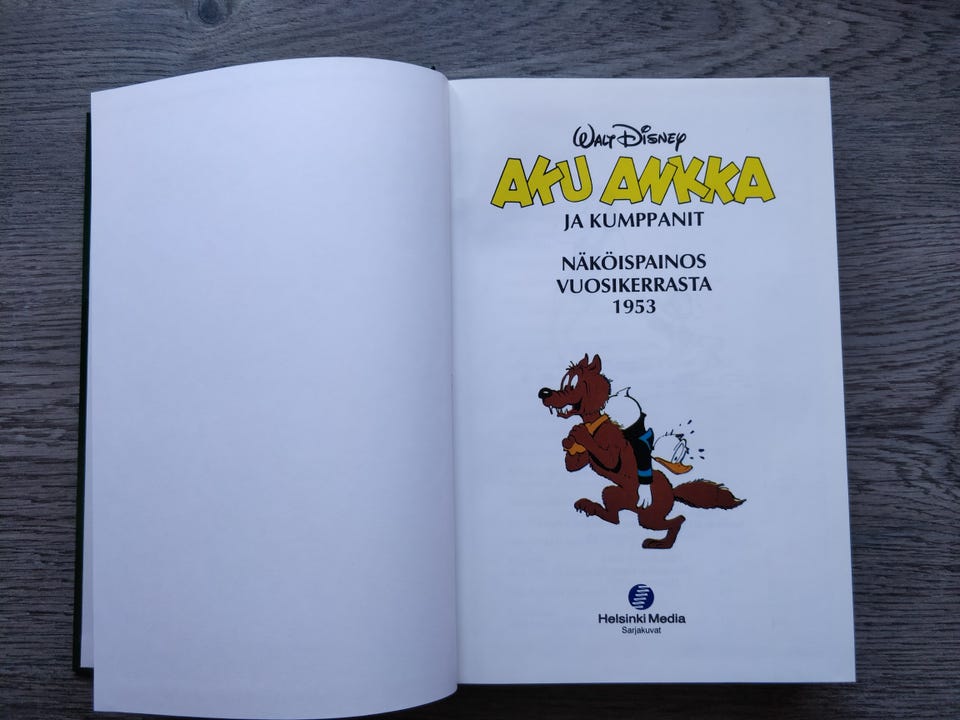 WALT DISNEY
AKU ANKKA
JA KUMPPANIT
NÄKÖISPAINOS
VUOSIKERRASTA
1953
Helsinki Media
Sarjakuvat